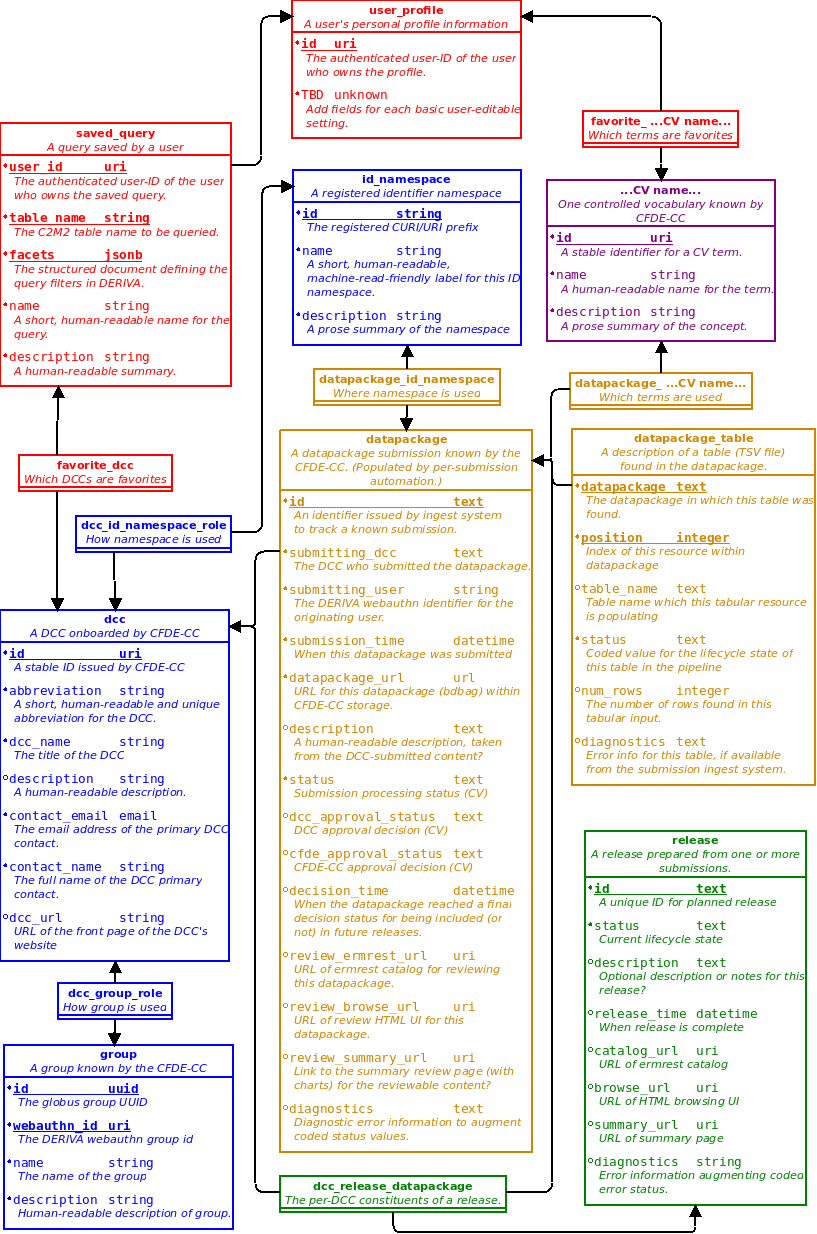 user_profile
A user's personal profile information
id uri
The authenticated user-ID of the user
who owns the profile.
TBD unknown
Add fields for each basic user-editable
setting.
favorite_ ...CV name...
Which terms are favorites
saved_query
A query saved by a user
user_id uri
The authenticated user-ID of the user
who owns the saved query.
table_name string
The C2M2 table name to be queried.
facets jsonb
The structured document defining the
query filters in DERIVA.
name string
A short, human-readable name for the
query.
description string
A human-readable summary.
id_namespace
A registered identifier namespace
id string
The registered CURI/URI prefix
name string
A short, human-readable,
machine-read-friendly label for this ID
namespace.
description string
A prose summary of the namespace
...CV name...
One controlled vocabulary known by
CFDE-CC
id uri
A stable identifier for a CV term.
name string
A human-readable name for the term.
description string
A prose summary of the concept.
datapackage_id_namespace
Where namespace is used
datapackage_ ...CV name...
Which terms are used
favorite_dcc
Which DCCs are favorites
dcc_id_namespace_role
How namespace is used
datapackage
A datapackage submission known by the
CFDE-CC. (Populated by per-submission
automation.)
id text
An identifier issued by ingest system
to track a known submission.
submitting_dcc text
The DCC who submitted the datapackage.
submitting_user string
The DERIVA webauthn identifier for the
originating user.
submission_time datetime
When this datapackage was submitted
datapackage_url url
URL for this datapackage (bdbag) within
CFDE-CC storage.
description text
A human-readable description, taken
from the DCC-submitted content?
status text
Submission processing status (CV)
dcc_approval_status text
DCC approval decision (CV)
cfde_approval_status text
CFDE-CC approval decision (CV)
decision_time datetime
When the datapackage reached a final
decision status for being included (or
not) in future releases.
review_ermrest_url uri
URL of ermrest catalog for reviewing
this datapackage.
review_browse_url uri
URL of review HTML UI for this
datapackage.
review_summary_url uri
Link to the summary review page (with
charts) for the reviewable content?
diagnostics text
Diagnostic error information to augment
coded status values.
datapackage_table
A description of a table (TSV file)
found in the datapackage.
datapackage text
The datapackage in which this table was
found.
position integer
Index of this resource within
datapackage
table_name text
Table name which this tabular resource
is populating
status text
Coded value for the lifecycle state of
this table in the pipeline
num_rows integer
The number of rows found in this
tabular input.
diagnostics text
Error info for this table, if available
from the submission ingest system.
dcc
A DCC onboarded by CFDE-CC
id uri
A stable ID issued by CFDE-CC
abbreviation string
A short, human-readable and unique
abbreviation for the DCC.
dcc_name string
The title of the DCC
description string
A human-readable description.
contact_email email
The email address of the primary DCC
contact.
contact_name string
The full name of the DCC primary
contact.
dcc_url string
URL of the front page of the DCC's
website
dcc_group_role
How group is used
group
A group known by the CFDE-CC
id uuid
The globus group UUID
webauthn_id uri
The DERIVA webauthn group id
name string
The name of the group
description string
Human-readable description of group.
release
A release prepared from one or more
submissions.
id text
A unique ID for planned release
status text
Current lifecycle state
description text
Optional description or notes for this
release?
release_time datetime
When release is complete
catalog_url uri
URL of ermrest catalog
browse_url uri
URL of HTML browsing UI
summary_url uri
URL of summary page
diagnostics string
Error information augmenting coded
error status.
dcc_release_datapackage
The per-DCC constituents of a release.